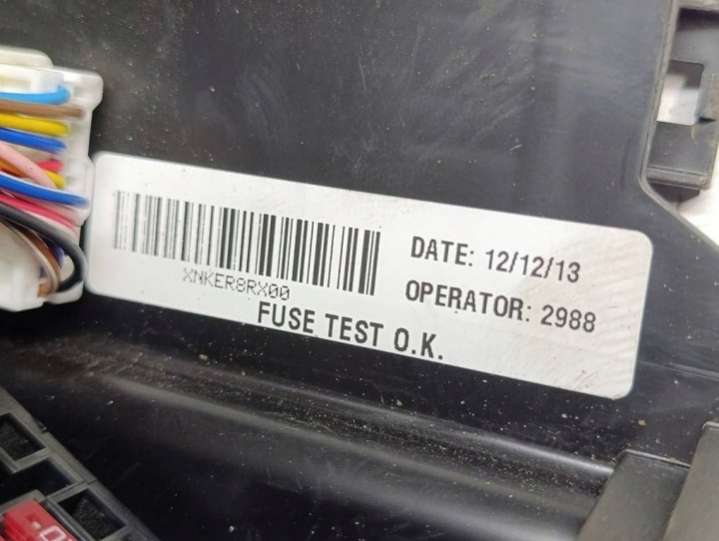 DATE: 12/12/13
XNKER8RX00
OPERATOR: 2988
FUSE TEST O.K.